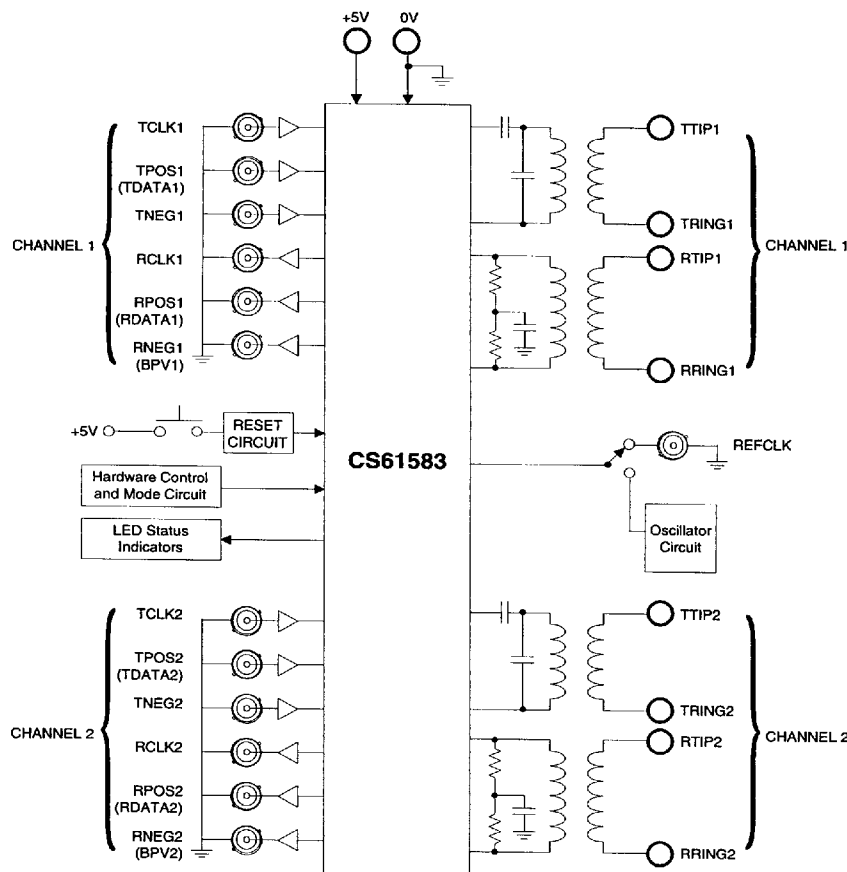 +5V
0V
TCLK1
TPOS1
(TDATA1)
TNEG1
CHANNEL 1
RCLK1
RPOS1
(RDATA1)
RNEG1
(BPV1)
TTIP1
TRING1
CHANNEL 1
RTIP1
RRING1
+5V
RESET
CIRCUIT
Hardware Control
and Mode Circuit
LED Status
Indicators
CS61583
REFCLK
Oscillator
Circuit
TCLK2
TPOS2
(TDATA2)
TNEG2
CHANNEL 2
RCLK2
RPOS2
(RDATA2)
RNEG2
(BPV2)
TTIP2
TRING2
CHANNEL 2
RTIP2
RRING2